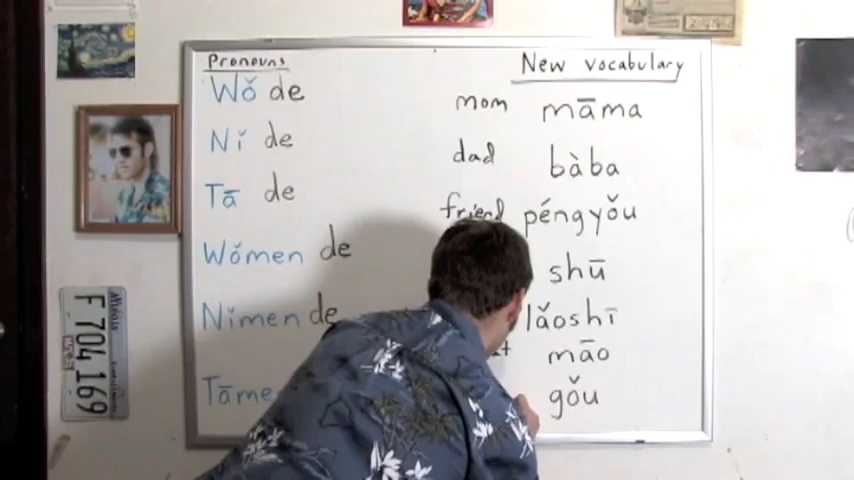 Pronouns
Wǒ de
Nǐ de
Tā de
Wǒmen de
Nǐmen de
Tāme
New vocabulary
mom māma
dad bàba
friend péngyǒu
shū
lǎoshī
māo
gǒu
F 704 169